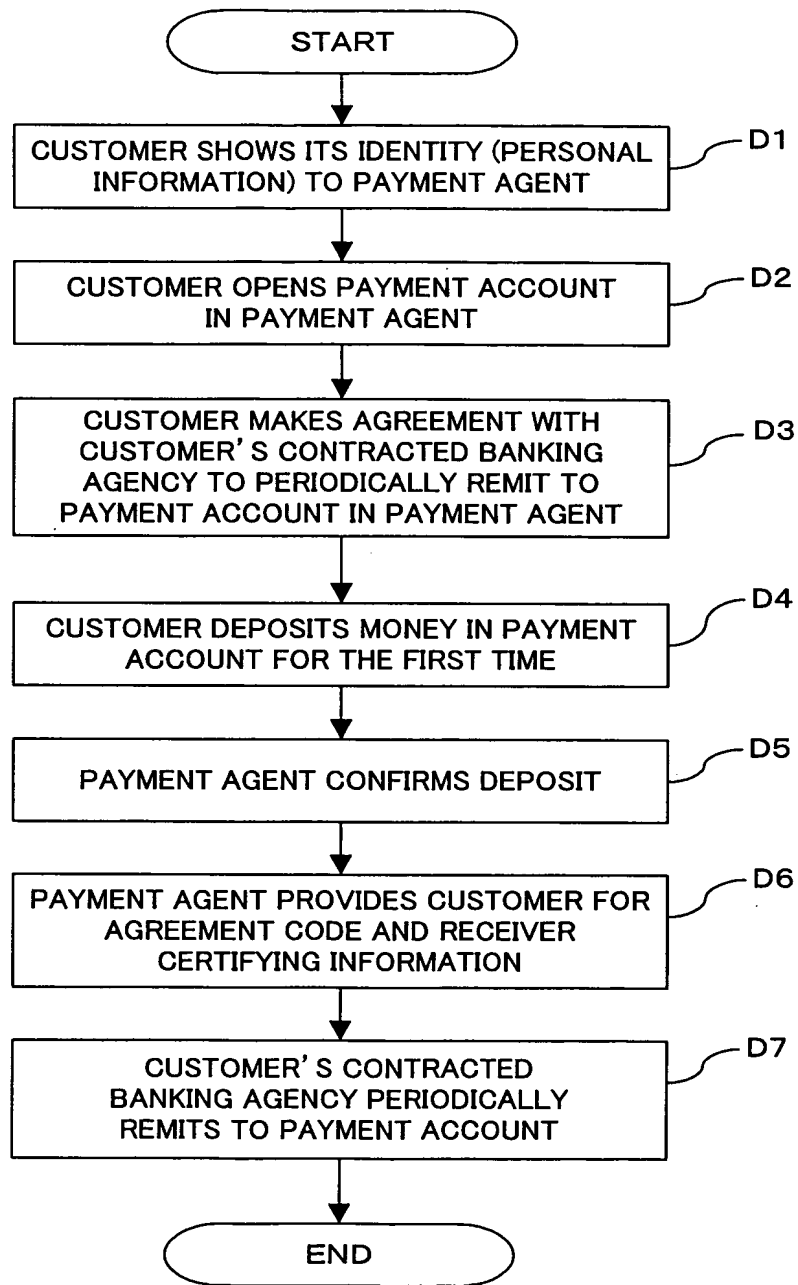 START
CUSTOMER SHOWS ITS IDENTITY (PERSONAL
INFORMATION) TO PAYMENT AGENT
D1
CUSTOMER OPENS PAYMENT ACCOUNT
IN PAYMENT AGENT
D2
CUSTOMER MAKES AGREEMENT WITH
CUSTOMER'S CONTRACTED BANKING
AGENCY TO PERIODICALLY REMIT TO
PAYMENT ACCOUNT IN PAYMENT AGENT
D3
CUSTOMER DEPOSITS MONEY IN PAYMENT
ACCOUNT FOR THE FIRST TIME
D4
PAYMENT AGENT CONFIRMS DEPOSIT
D5
PAYMENT AGENT PROVIDES CUSTOMER FOR
AGREEMENT CODE AND RECEIVER
CERTIFYING INFORMATION
D6
CUSTOMER'S CONTRACTED
BANKING AGENCY PERIODICALLY
REMITS TO PAYMENT ACCOUNT
D7
END